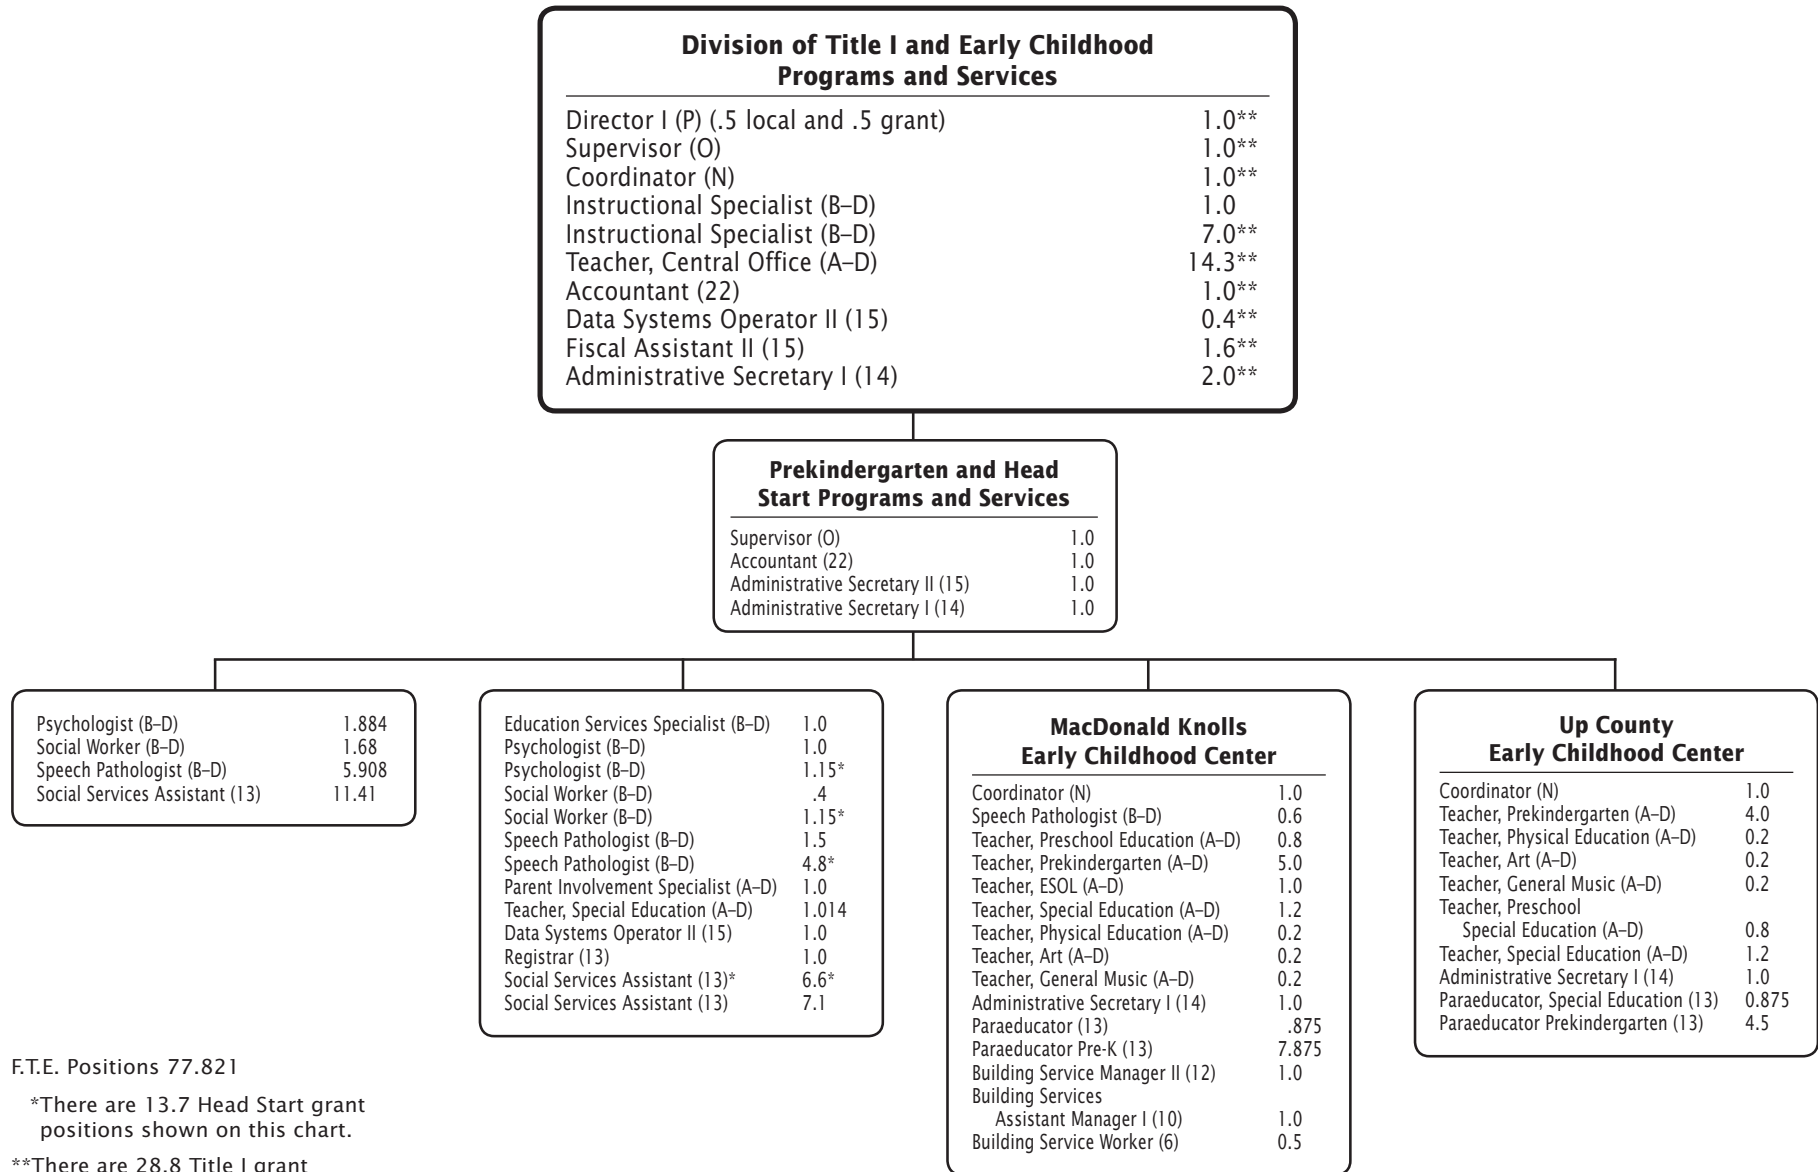 Division of Title I and Early Childhood
Programs and Services
Director I (P) (.5 local and .5 grant) 1.0**
Supervisor (O) 1.0**
Coordinator (N) 1.0**
Instructional Specialist (B–D) 1.0
Instructional Specialist (B–D) 7.0**
Teacher, Central Office (A–D) 14.3**
Accountant (22) 1.0**
Data Systems Operator II (15) 0.4**
Fiscal Assistant II (15) 1.6**
Administrative Secretary I (14) 2.0**
Prekindergarten and Head
Start Programs and Services
Supervisor (O) 1.0
Accountant (22) 1.0
Administrative Secretary II (15) 1.0
Administrative Secretary I (14) 1.0
Psychologist (B–D) 1.884
Social Worker (B–D) 1.68
Speech Pathologist (B–D) 5.908
Social Services Assistant (13) 11.41
Education Services Specialist (B–D) 1.0
Psychologist (B–D) 1.0
Psychologist (B–D) 1.15*
Social Worker (B–D) .4
Social Worker (B–D) 1.15*
Speech Pathologist (B–D) 1.5
Speech Pathologist (B–D) 4.8*
Parent Involvement Specialist (A–D) 1.0
Teacher, Special Education (A–D) 1.014
Data Systems Operator II (15) 1.0
Registrar (13) 1.0
Social Services Assistant (13)* 6.6*
Social Services Assistant (13) 7.1
MacDonald Knolls
Early Childhood Center
Coordinator (N) 1.0
Speech Pathologist (B–D) 0.6
Teacher, Preschool Education (A–D) 0.8
Teacher, Prekindergarten (A–D) 5.0
Teacher, ESOL (A–D) 1.0
Teacher, Special Education (A–D) 1.2
Teacher, Physical Education (A–D) 0.2
Teacher, Art (A–D) 0.2
Teacher, General Music (A–D) 0.2
Administrative Secretary I (14) 1.0
Paraeducator (13) .875
Paraeducator Pre-K (13) 7.875
Building Service Manager II (12) 1.0
Building Services
Assistant Manager I (10) 1.0
Building Service Worker (6) 0.5
Up County
Early Childhood Center
Coordinator (N) 1.0
Teacher, Prekindergarten (A–D) 4.0
Teacher, Physical Education (A–D) 0.2
Teacher, Art (A–D) 0.2
Teacher, General Music (A–D) 0.2
Teacher, Preschool
Special Education (A–D) 0.8
Teacher, Special Education (A–D) 1.2
Administrative Secretary I (14) 1.0
Paraeducator, Special Education (13) 0.875
Paraeducator Prekindergarten (13) 4.5
F.T.E. Positions 77.821
*There are 13.7 Head Start grant
positions shown on this chart.
**There are 28.8 Title I grant